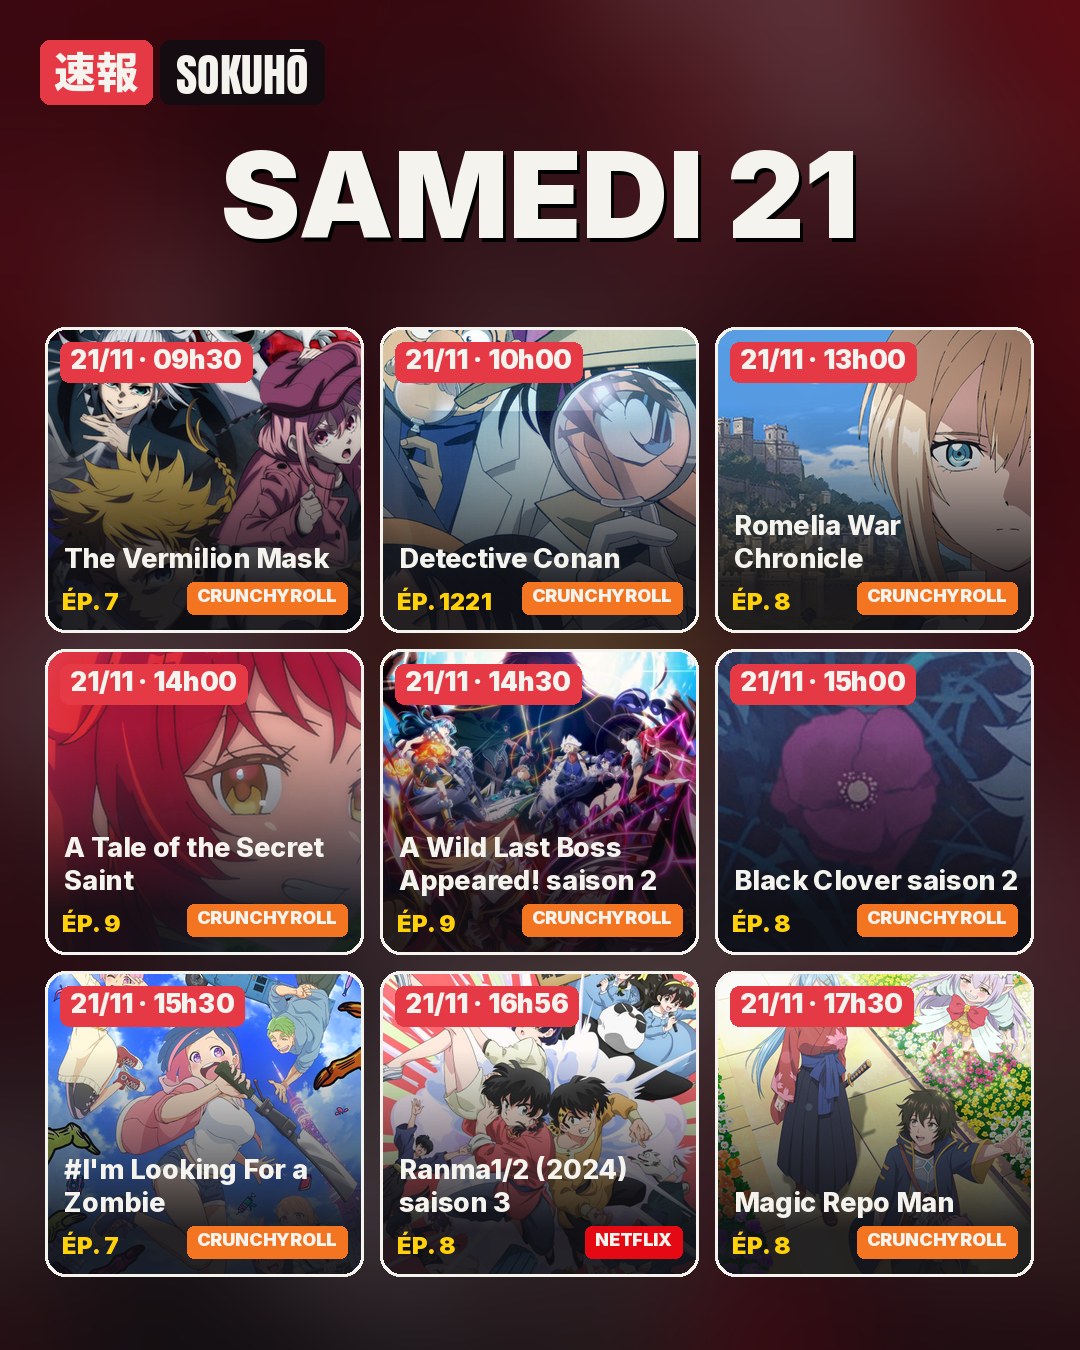 速報 SOKUHŌ
SAMEDI 21
21/11 · 09h30
The Vermilion Mask
ÉP. 7
CRUNCHYROLL
21/11 · 10h00
Detective Conan
ÉP. 1221
CRUNCHYROLL
21/11 · 13h00
Romelia War
Chronicle
ÉP. 8
CRUNCHYROLL
21/11 · 14h00
A Tale of the Secret
Saint
ÉP. 9
CRUNCHYROLL
21/11 · 14h30
A Wild Last Boss
Appeared! saison 2
ÉP. 9
CRUNCHYROLL
21/11 · 15h00
Black Clover saison 2
ÉP. 8
CRUNCHYROLL
21/11 · 15h30
#I'm Looking For a
Zombie
ÉP. 7
CRUNCHYROLL
21/11 · 16h56
Ranma1/2 (2024)
saison 3
ÉP. 8
NETFLIX
21/11 · 17h30
Magic Repo Man
ÉP. 8
CRUNCHYROLL